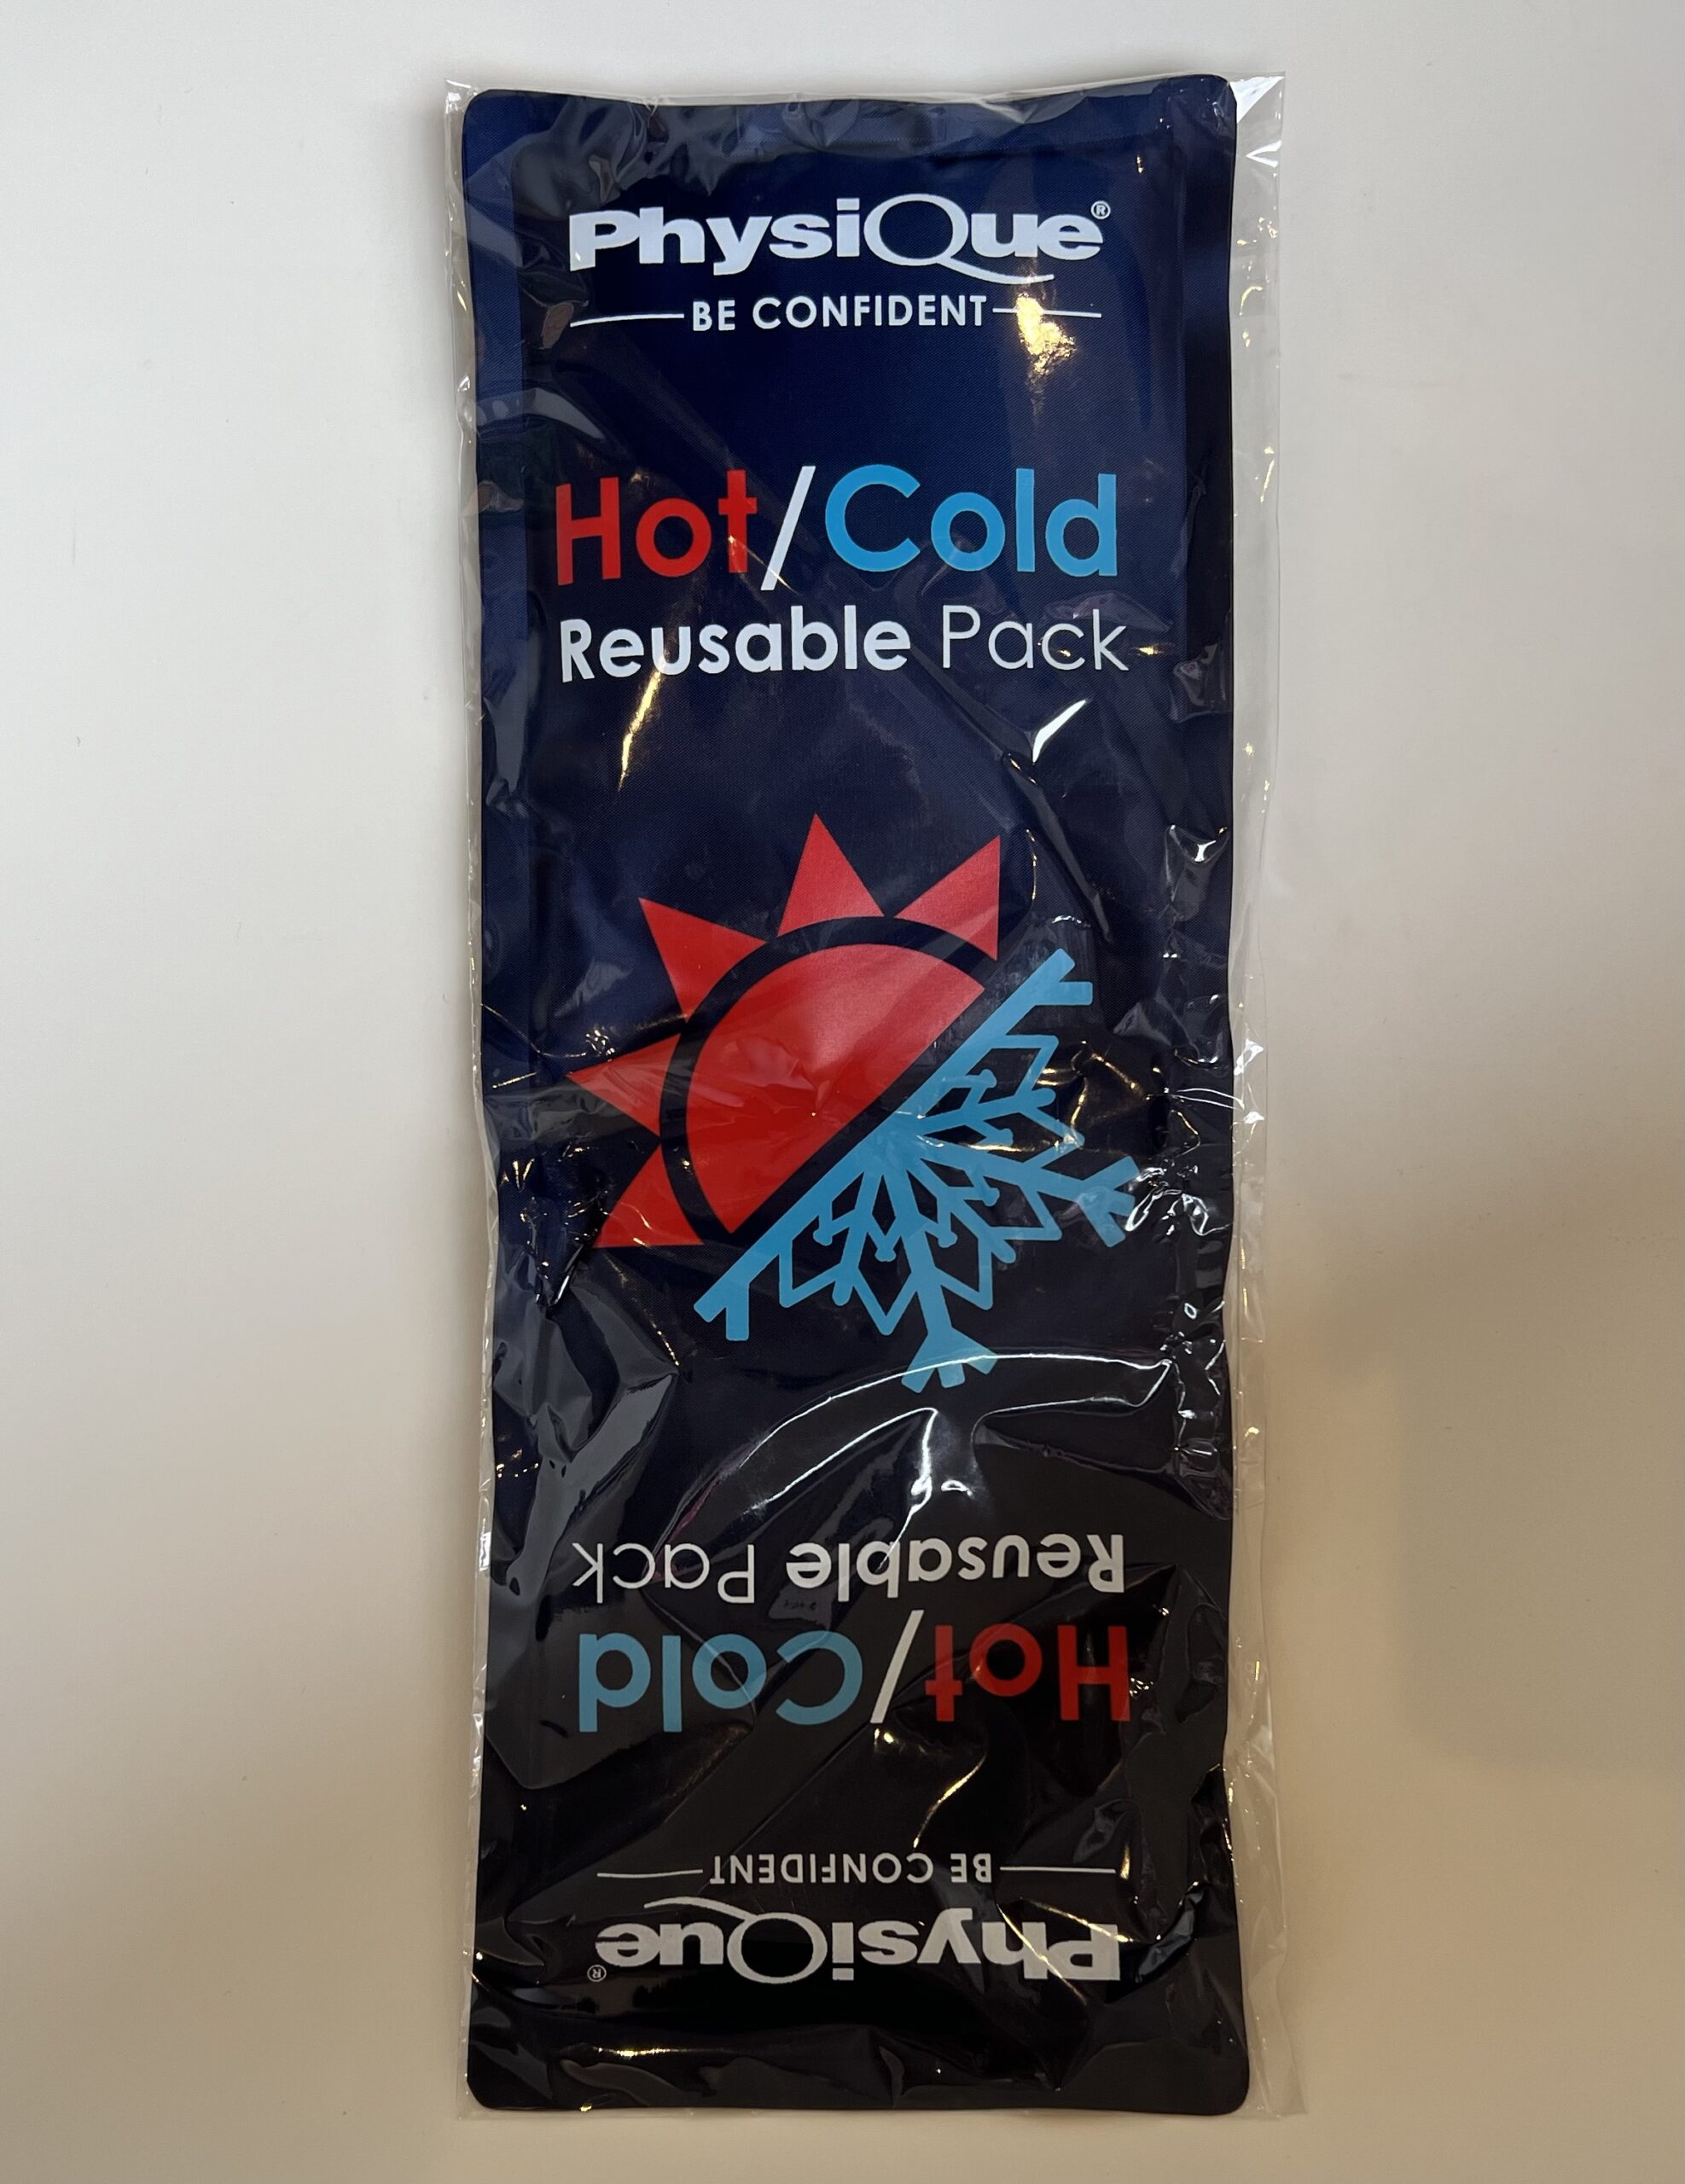 PhysiQue®
BE CONFIDENT
Hot/Cold
Reusable Pack
Reusable Pack
Hot/Cold
BE CONFIDENT
PhysiQue®